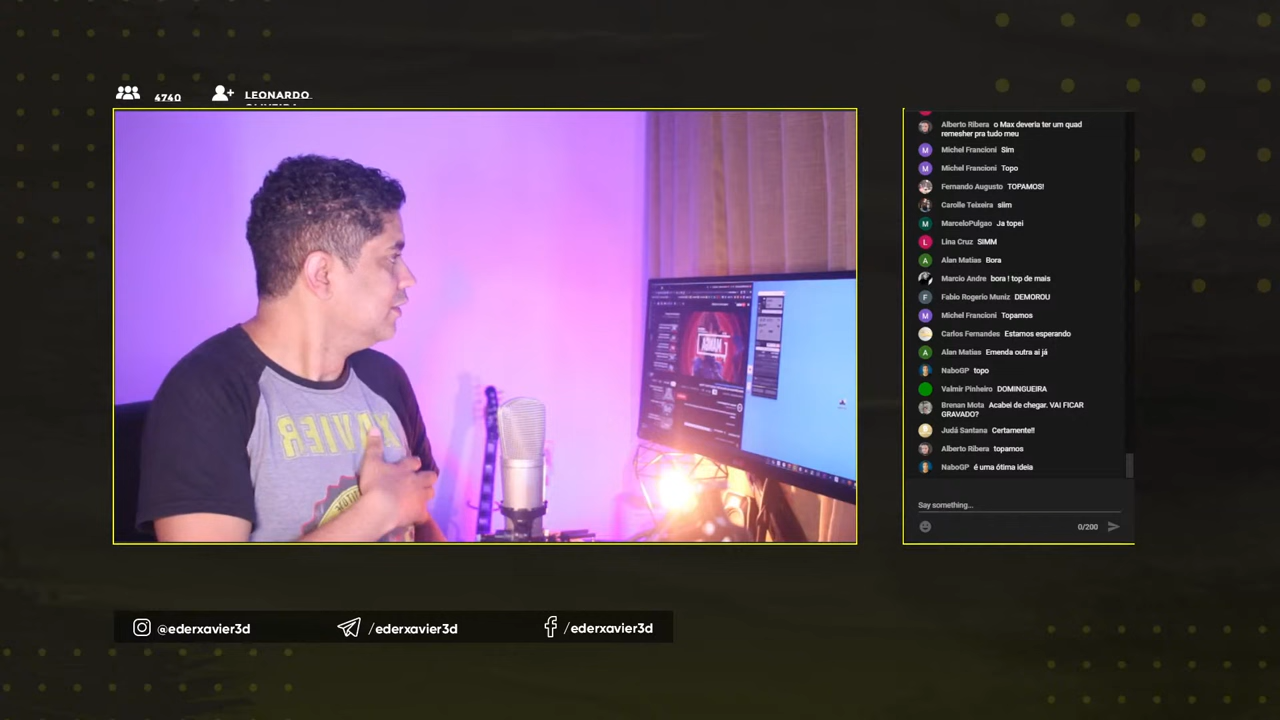 4740
LEONARDO
OLIVEIRA
XAVIER
MANGA
Alberto Ribera o Max deveria ter um quad
remesher pra tudo meu
Michel Francioni Sim
Michel Francioni Topo
Fernando Augusto TOPAMOS!
Carolle Teixeira siim
MarceloPulgao Ja topei
Lina Cruz SIMM
Alan Matias Bora
Marcio Andre bora ! top de mais
Fabio Rogerio Muniz DEMOROU
Michel Francioni Topamos
Carlos Fernandes Estamos esperando
Alan Matias Emenda outra ai já
NaboGP topo
Valmir Pinheiro DOMINGUEIRA
Brenan Mota Acabei de chegar. VAI FICAR
GRAVADO?
Judá Santana Certamente!!
Alberto Ribera topamos
NaboGP é uma ótima ideia
Say something...
0/200
@ederxavier3d
/ederxavier3d
/ederxavier3d